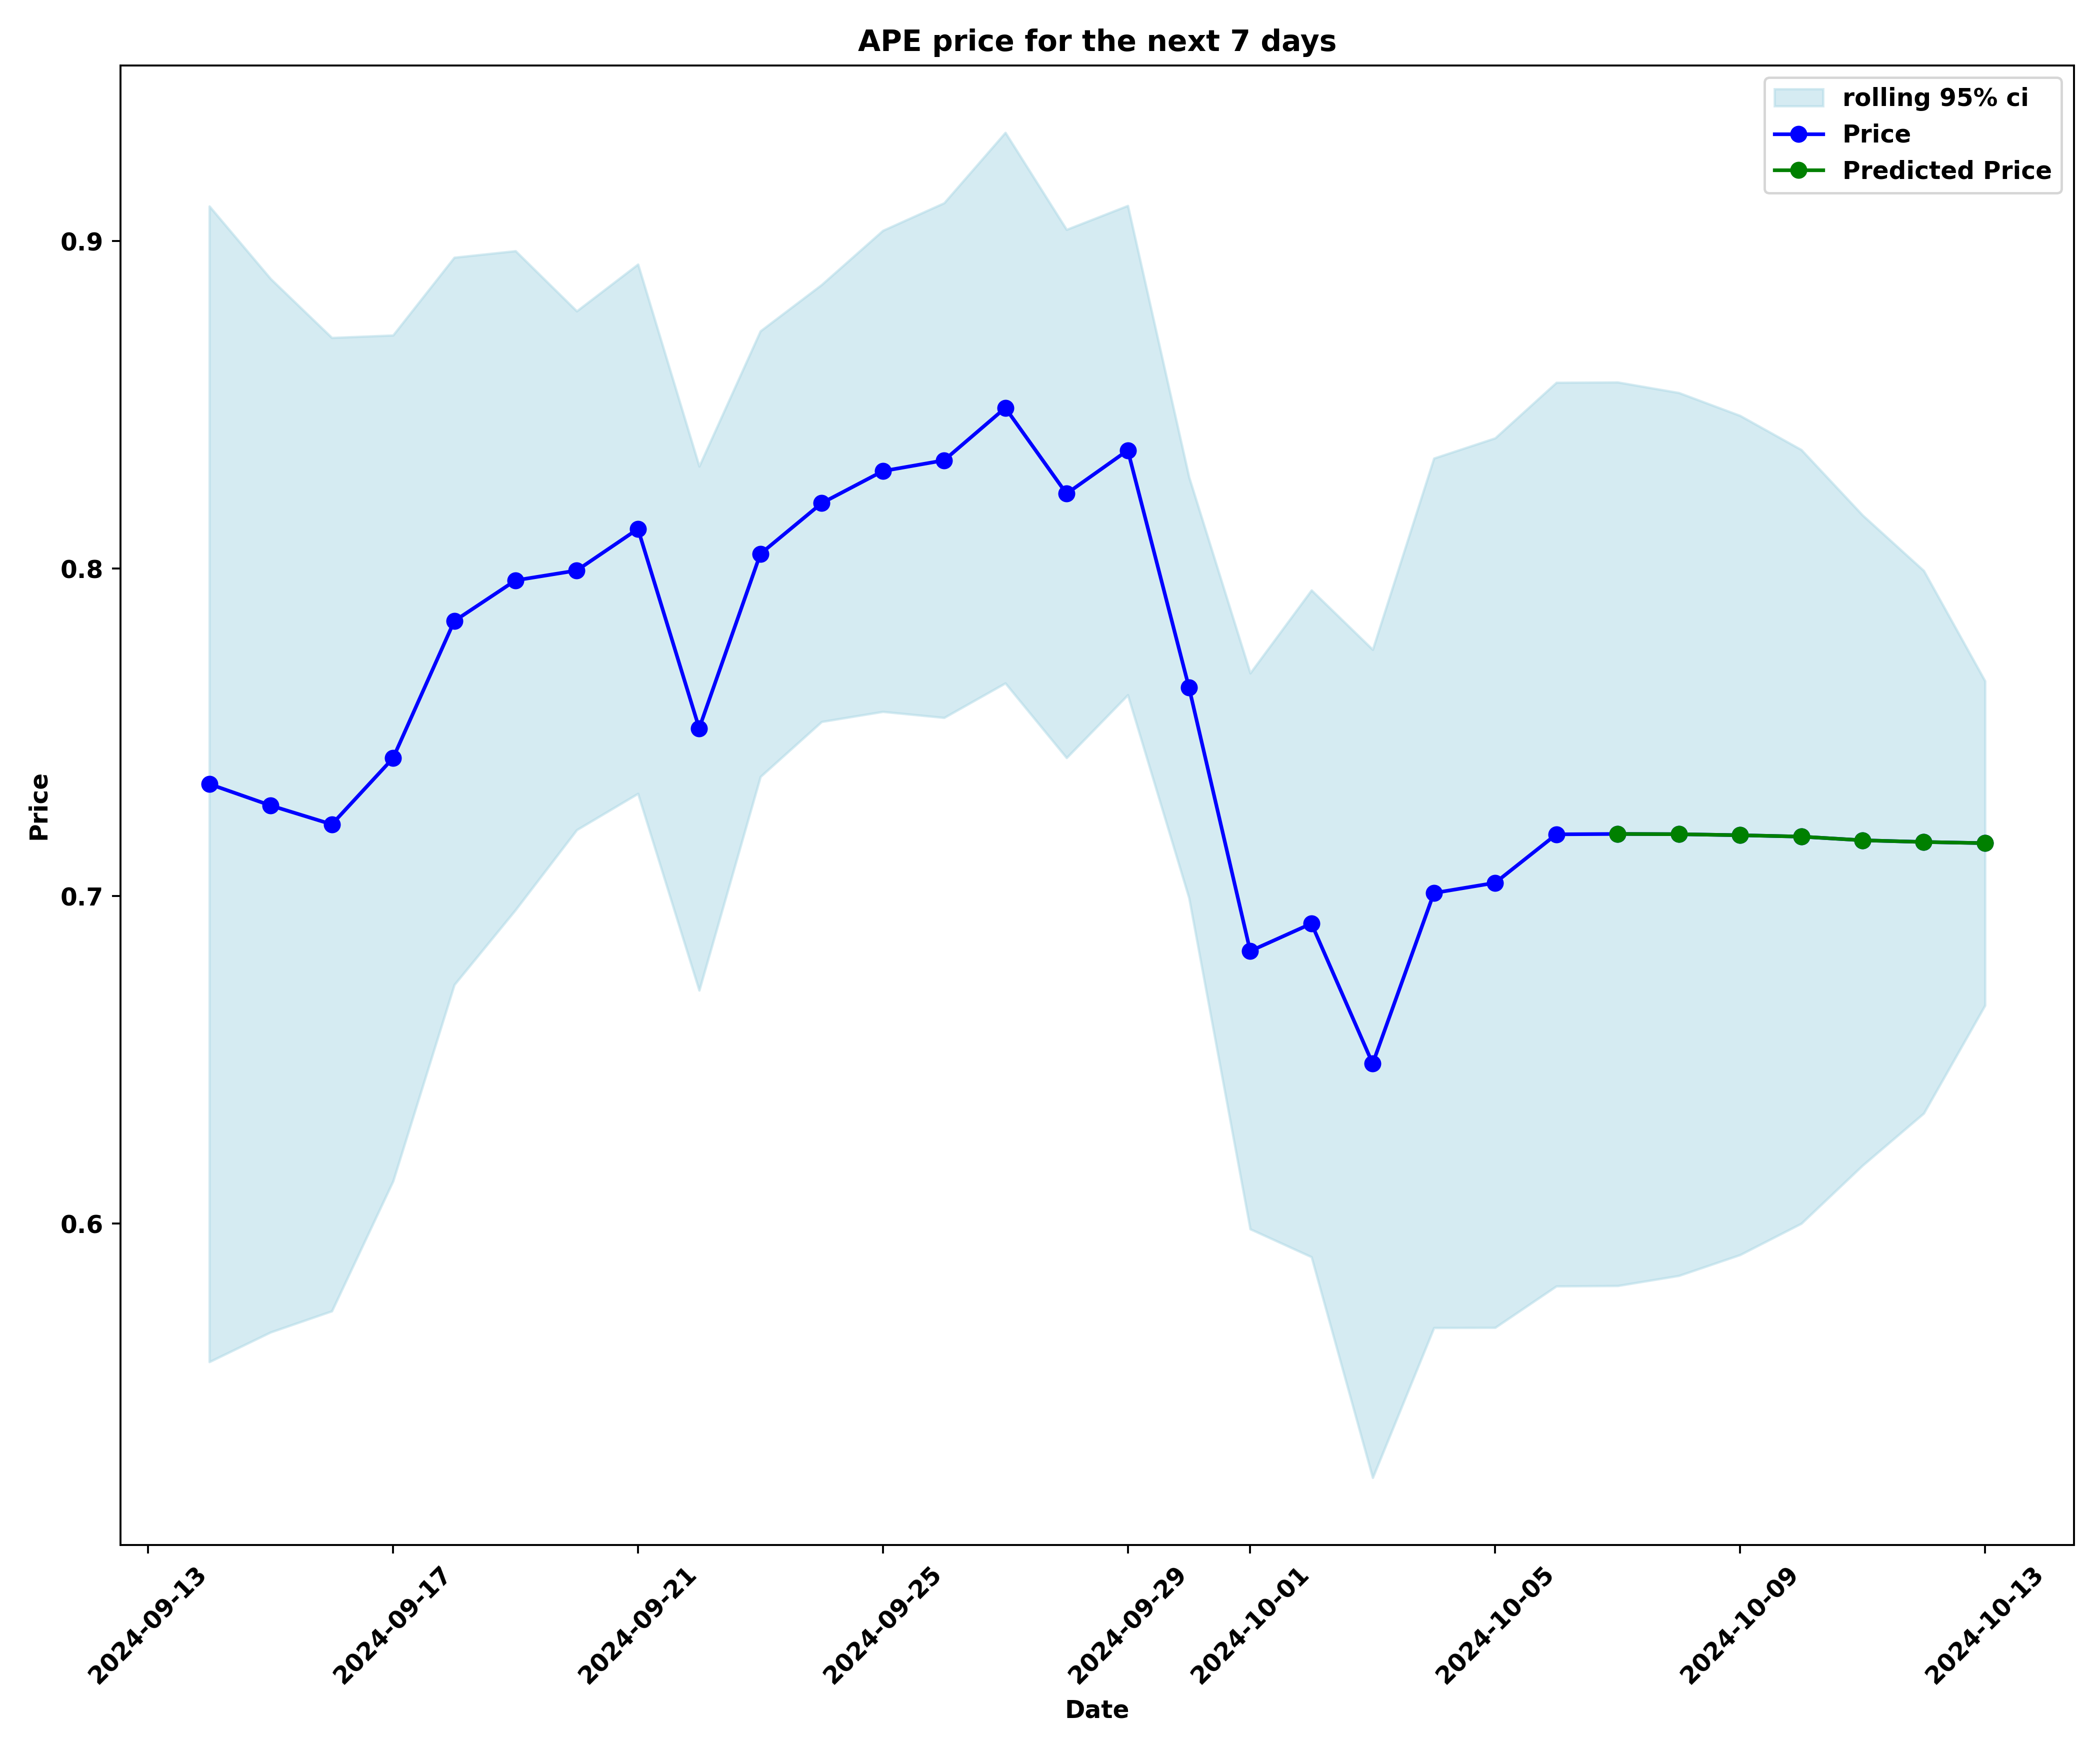 APE price for the next 7 days
rolling 95% ci
Price
Predicted Price
0.9
0.8
0.7
0.6
Price
2024-09-13
2024-09-17
2024-09-21
2024-09-25
2024-09-29
2024-10-01
2024-10-05
2024-10-09
2024-10-13
Date